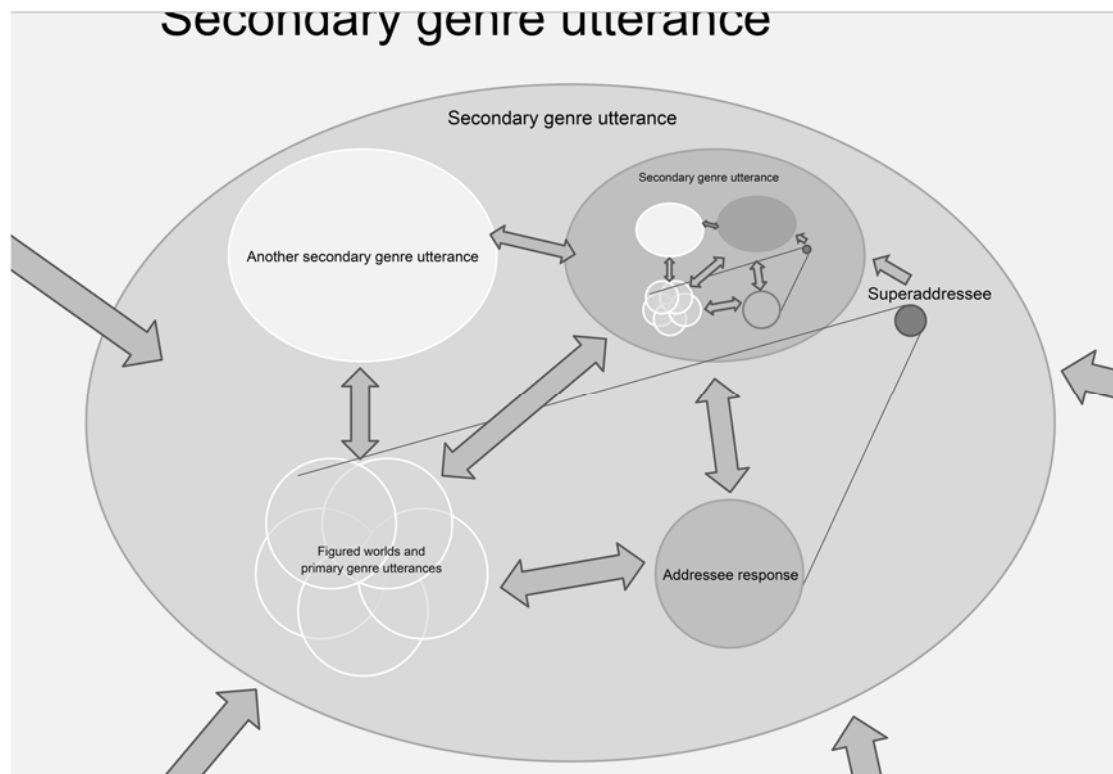 Secondary genre utterance
Secondary genre utterance
Secondary genre utterance
Another secondary genre utterance
Superaddressee
Figured worlds and
primary genre utterances
Addressee response